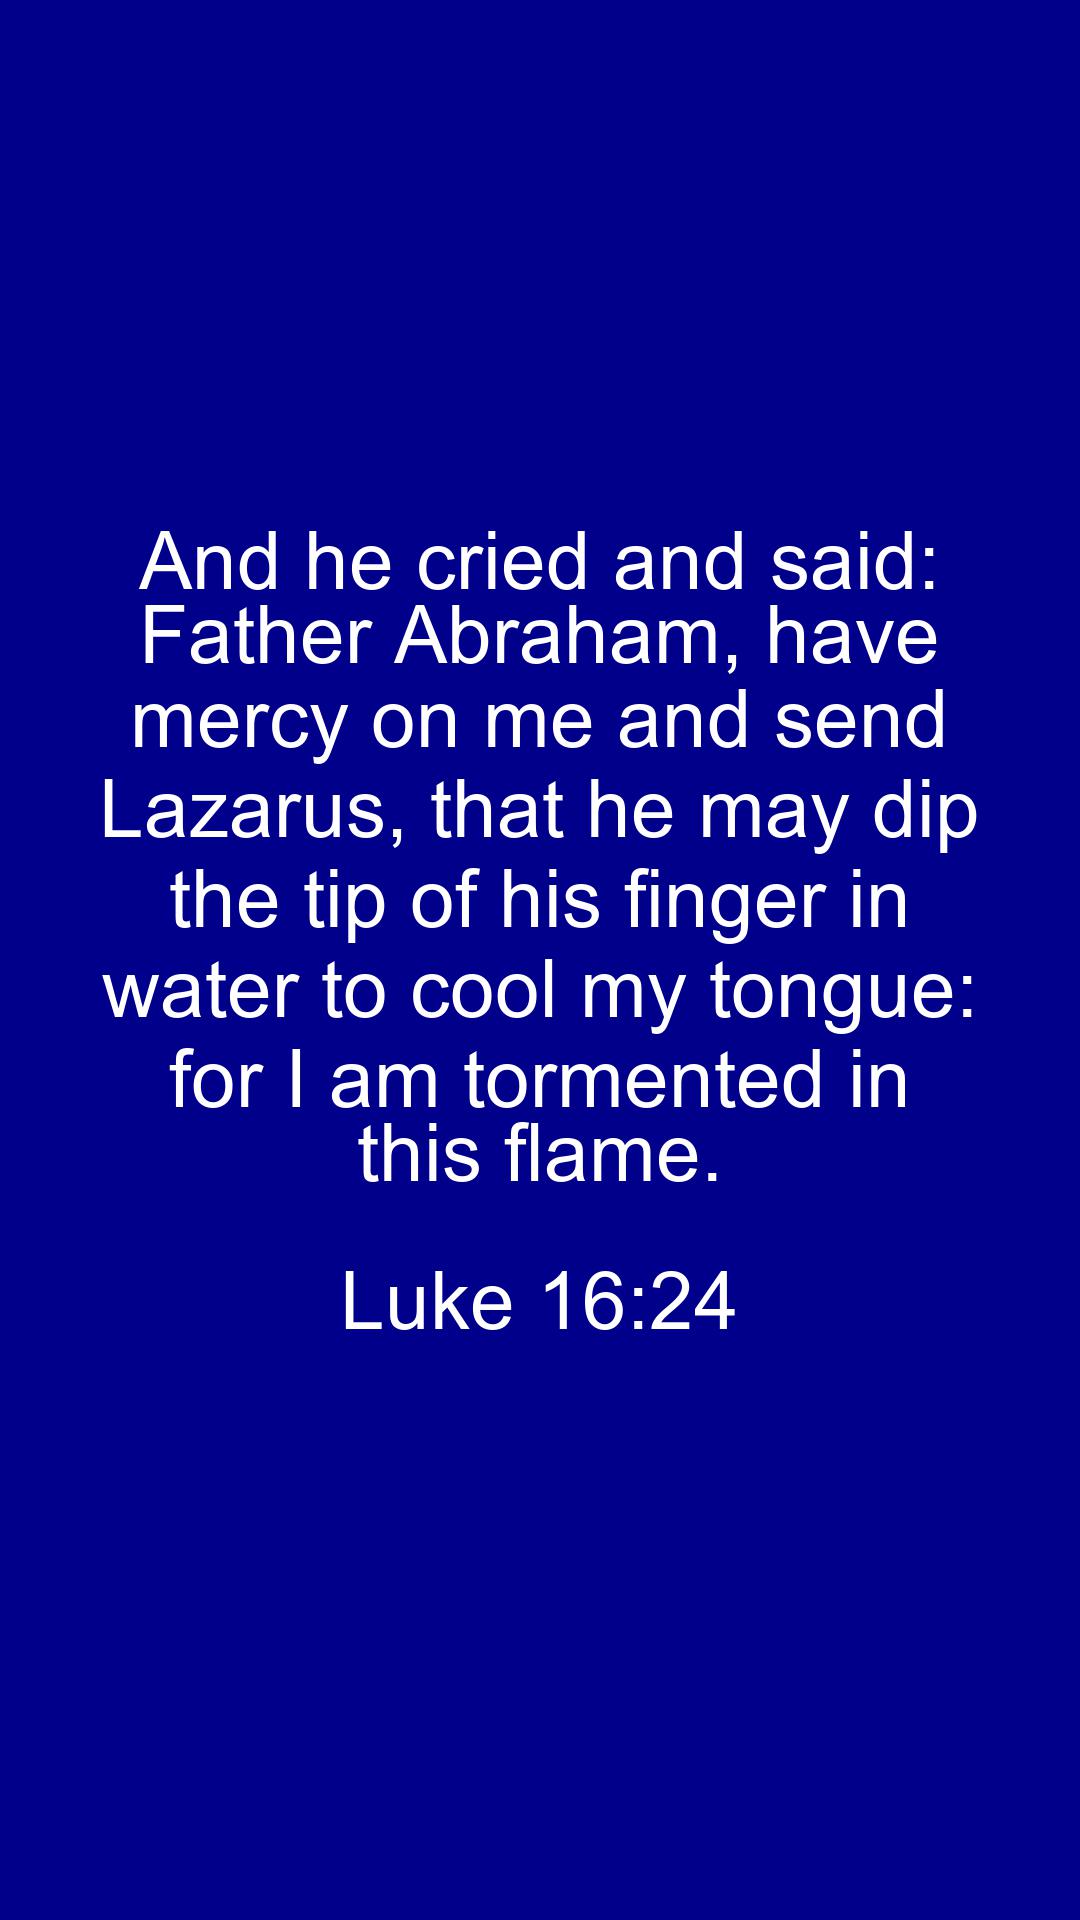 And he cried and said:
Father Abraham, have
mercy on me and send
Lazarus, that he may dip
the tip of his finger in
water to cool my tongue:
for I am tormented in
this flame.
Luke 16:24